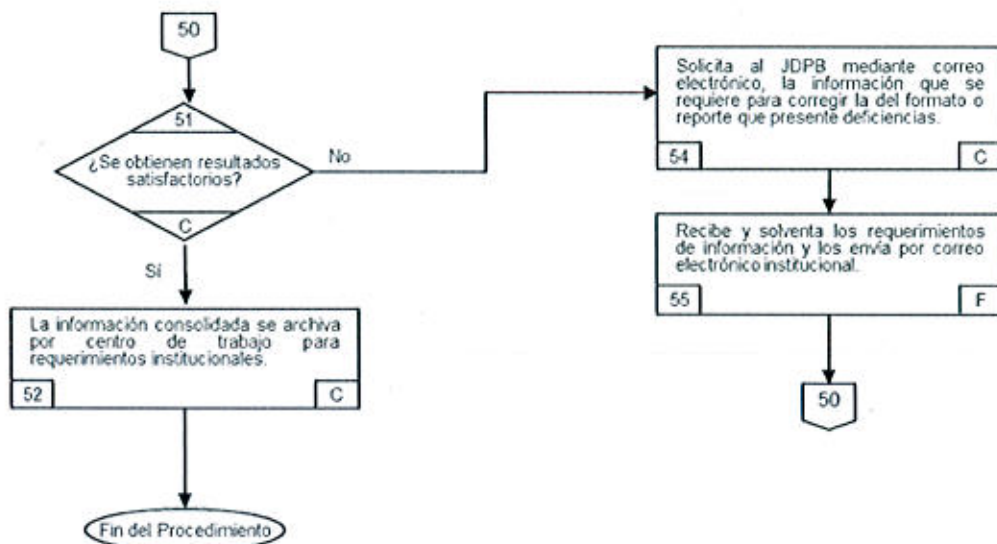 50
51
¿Se obtienen resultados
satisfactorios?
C
No
Sí
La información consolidada se archiva
por centro de trabajo para
requerimientos institucionales.
52
C
Fin del Procedimiento
Solicita al JDPB mediante correo
electrónico, la información que se
requiere para corregir la del formato o
reporte que presente deficiencias.
54
C
Recibe y solventa los requerimientos
de información y los envía por correo
electrónico institucional.
55
F
50